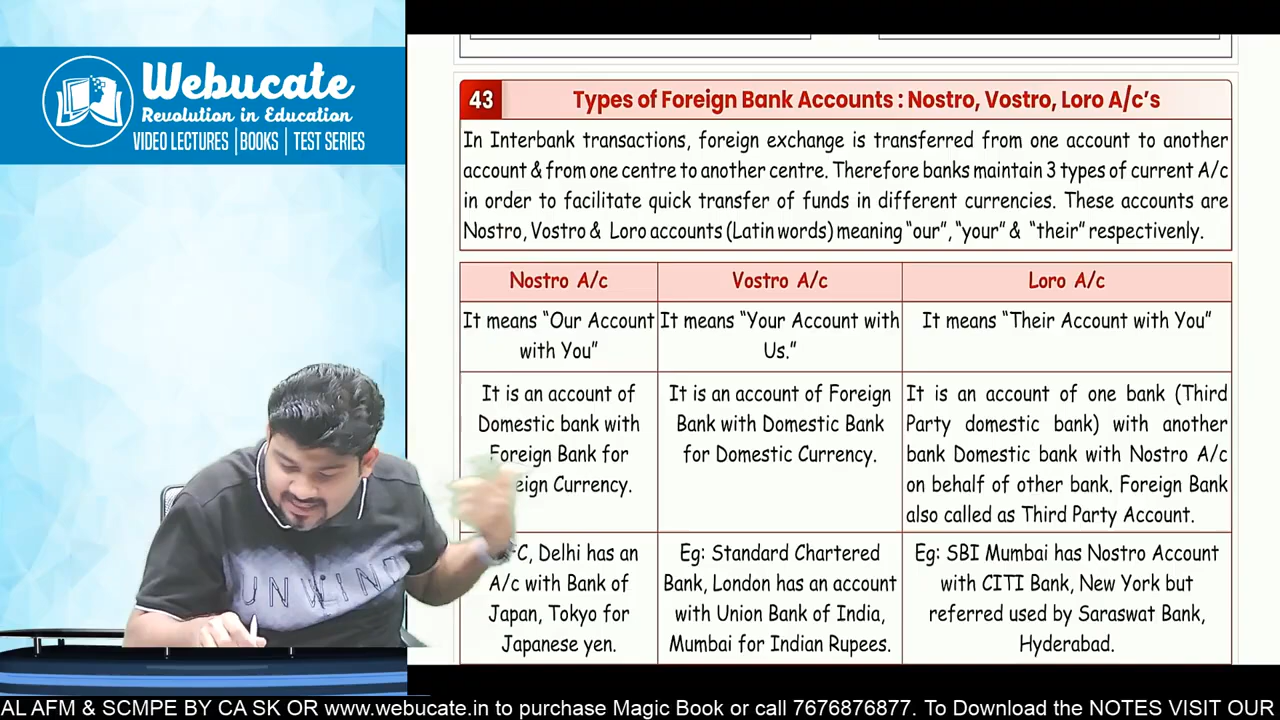 Webucate
Revolution in Education
VIDEO LECTURES | BOOKS | TEST SERIES
43
Types of Foreign Bank Accounts : Nostro, Vostro, Loro A/c's
In Interbank transactions, foreign exchange is transferred from one account to another
account & from one centre to another centre. Therefore banks maintain 3 types of current A/c
in order to facilitate quick transfer of funds in different currencies. These accounts are
Nostro, Vostro & Loro accounts (Latin words) meaning "our", "your" & "their" respectivenly.
Nostro A/c
It means "Our Account
with You"
It is an account of
Domestic bank with
Foreign Bank for
Currency.
Delhi has an
A/c with Bank of
Japan, Tokyo for
Japanese yen.
Vostro A/c
It means "Your Account with
Us."
It is an account of Foreign
Bank with Domestic Bank
for Domestic Currency.
Eg: Standard Chartered
Bank, London has an account
with Union Bank of India,
Mumbai for Indian Rupees.
Loro A/c
It means "Their Account with You"
It is an account of one bank (Third
Party domestic bank) with another
bank Domestic bank with Nostro A/c
on behalf of other bank. Foreign Bank
also called as Third Party Account.
Eg: SBI Mumbai has Nostro Account
with CITI Bank, New York but
referred used by Saraswat Bank,
Hyderabad.
UNWIND
AL AFM & SCMPE BY CA SK OR www.webucate.in to purchase Magic Book or call 7676876877. To Download the NOTES VISIT OUR